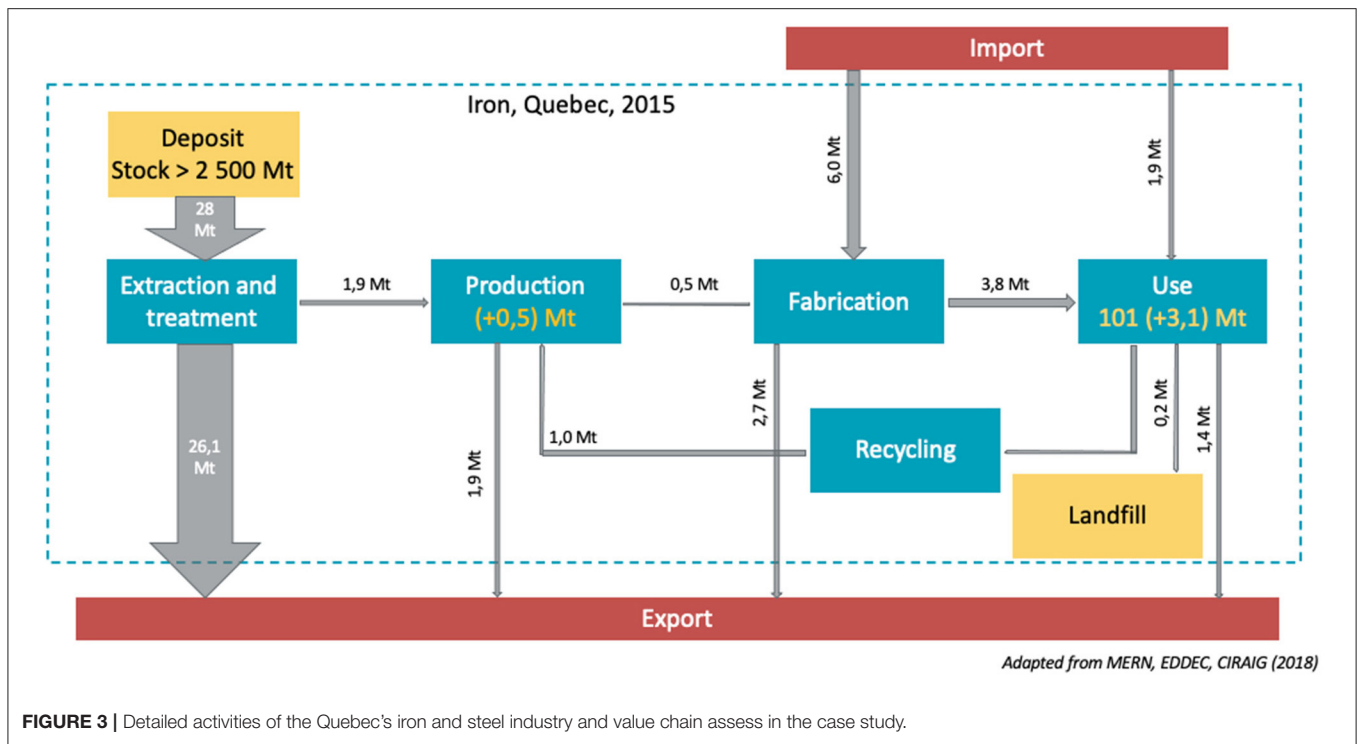 Import
Iron, Quebec, 2015
Deposit
Stock > 2 500 Mt
6,0 Mt
1,9 Mt
28
Mt
Extraction and
treatment
1,9 Mt
Production
(+0,5) Mt
0,5 Mt
Fabrication
3,8 Mt
Use
101 (+3,1) Mt
26,1
Mt
1,9 Mt
1,0 Mt
2,7 Mt
Recycling
0,2 Mt
1,4 Mt
Landfill
Export
Adapted from MERN, EDDEC, CIRAIG (2018)
FIGURE 3 | Detailed activities of the Quebec's iron and steel industry and value chain assess in the case study.